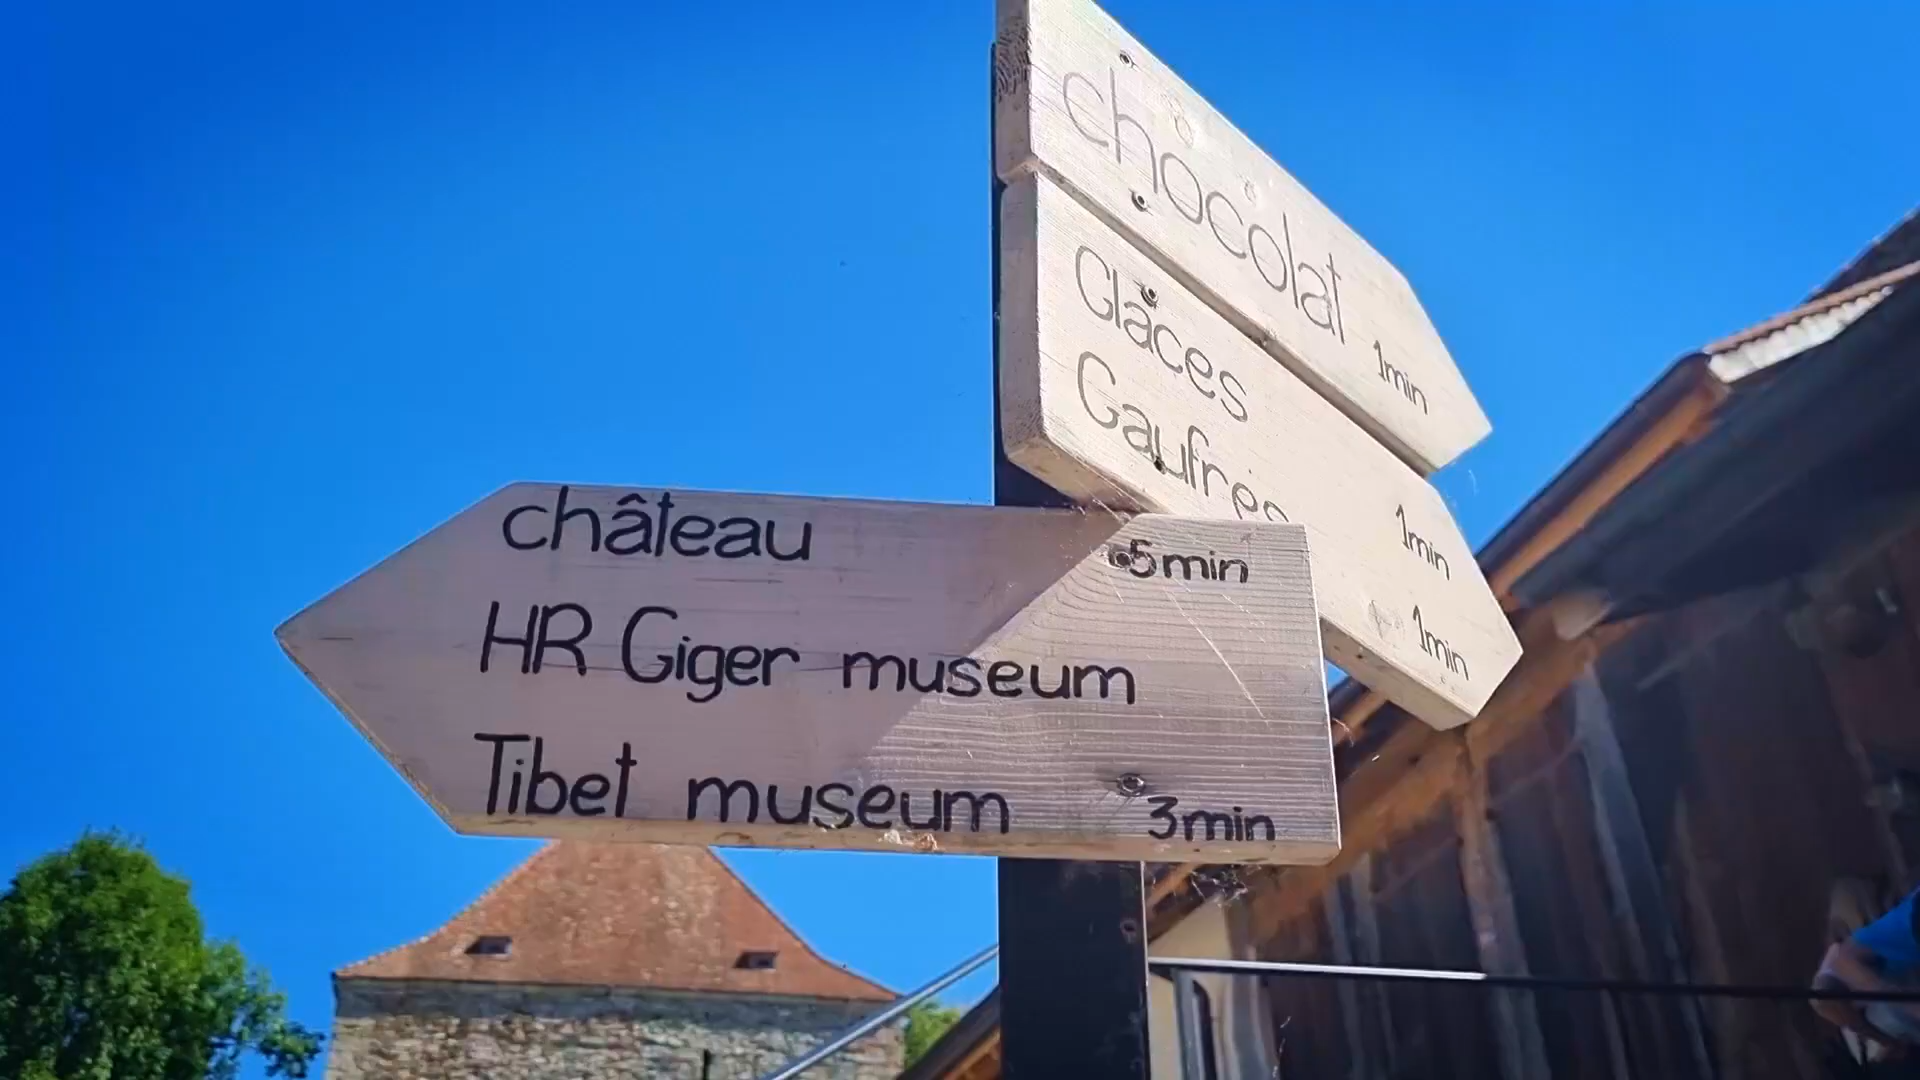 chocolat 1min
Glaces 1min
Gaufres 1min
château 5min
HR Giger museum
Tibet museum 3min